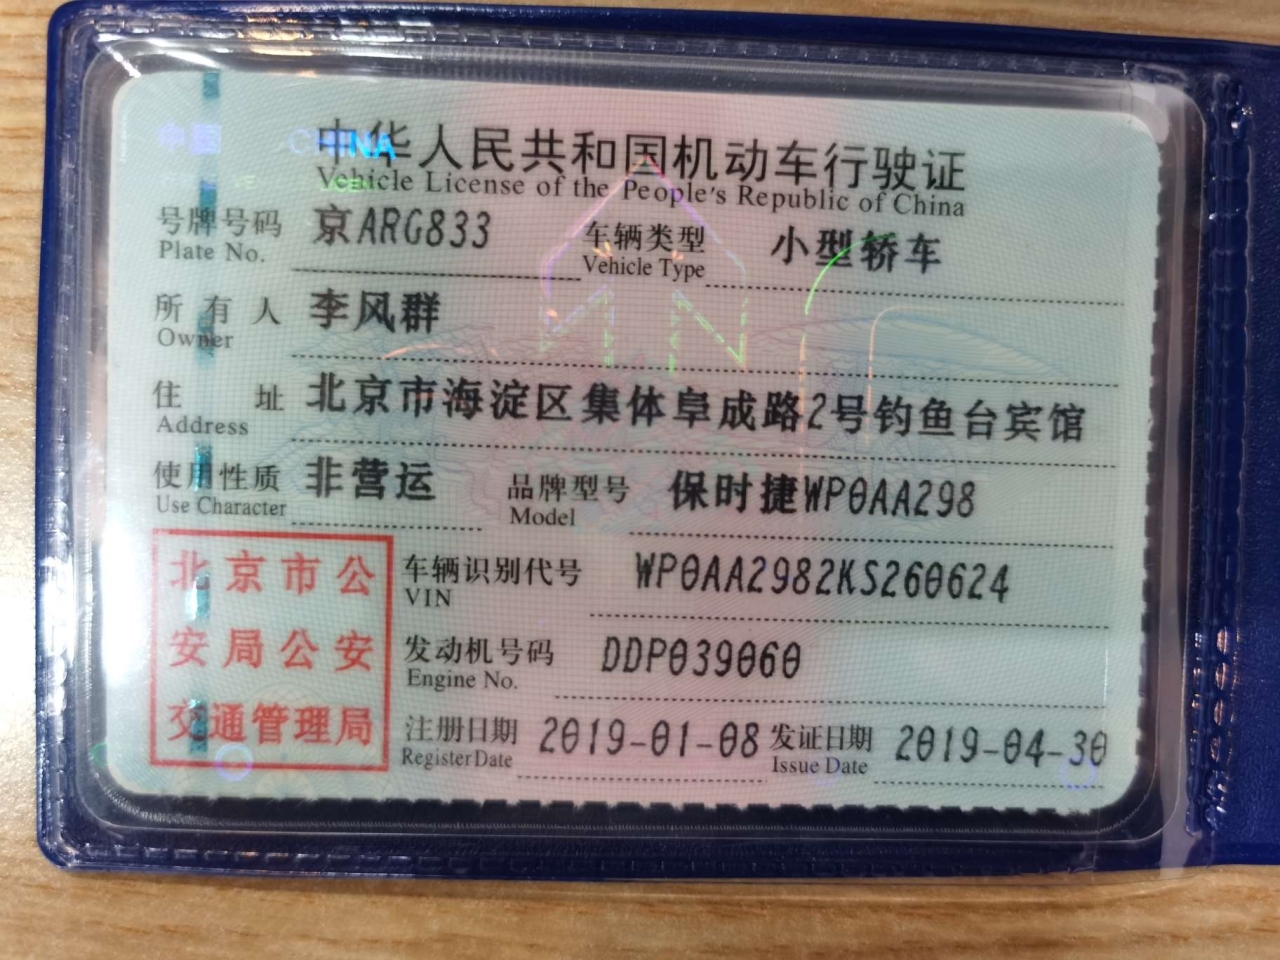 中国 CHINA
中华人民共和国机动车行驶证
Vehicle License of the People's Republic of China
号牌号码 京ARG833 车辆类型 小型轿车
Plate No. Vehicle Type
所有人 李风群
Owner
住址 北京市海淀区集体阜成路2号钓鱼台宾馆
Address
使用性质 非营运 品牌型号 保时捷WP0AA298
Use Character Model
北京市公
安局公安
交通管理局
车辆识别代号 WP0AA2982KS260624
VIN
发动机号码 DDP039060
Engine No.
注册日期 2019-01-08 发证日期 2019-04-30
Register Date Issue Date